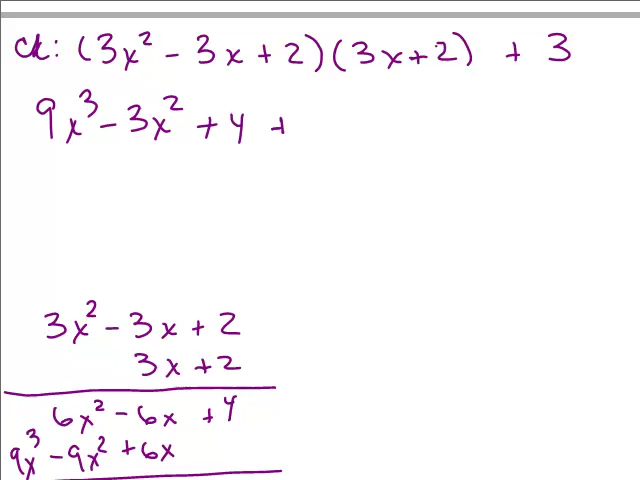 ck: (3x² - 3x + 2)(3x + 2) + 3
9x³ - 3x² + 4 +
3x² - 3x + 2
3x + 2
6x² - 6x + 4
9x³ - 9x² + 6x